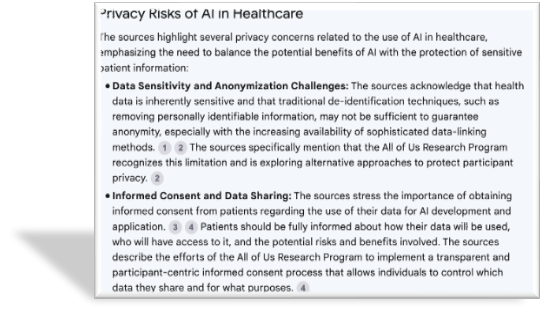 Privacy Risks of AI in Healthcare
The sources highlight several privacy concerns related to the use of AI in healthcare,
emphasizing the need to balance the potential benefits of AI with the protection of sensitive
patient information:
• Data Sensitivity and Anonymization Challenges: The sources acknowledge that health
data is inherently sensitive and that traditional de-identification techniques, such as
removing personally identifiable information, may not be sufficient to guarantee
anonymity, especially with the increasing availability of sophisticated data-linking
methods. 1 2 The sources specifically mention that the All of Us Research Program
recognizes this limitation and is exploring alternative approaches to protect participant
privacy. 2
• Informed Consent and Data Sharing: The sources stress the importance of obtaining
informed consent from patients regarding the use of their data for AI development and
application. 3 4 Patients should be fully informed about how their data will be used,
who will have access to it, and the potential risks and benefits involved. The sources
describe the efforts of the All of Us Research Program to implement a transparent and
participant-centric informed consent process that allows individuals to control which
data they share and for what purposes. 4